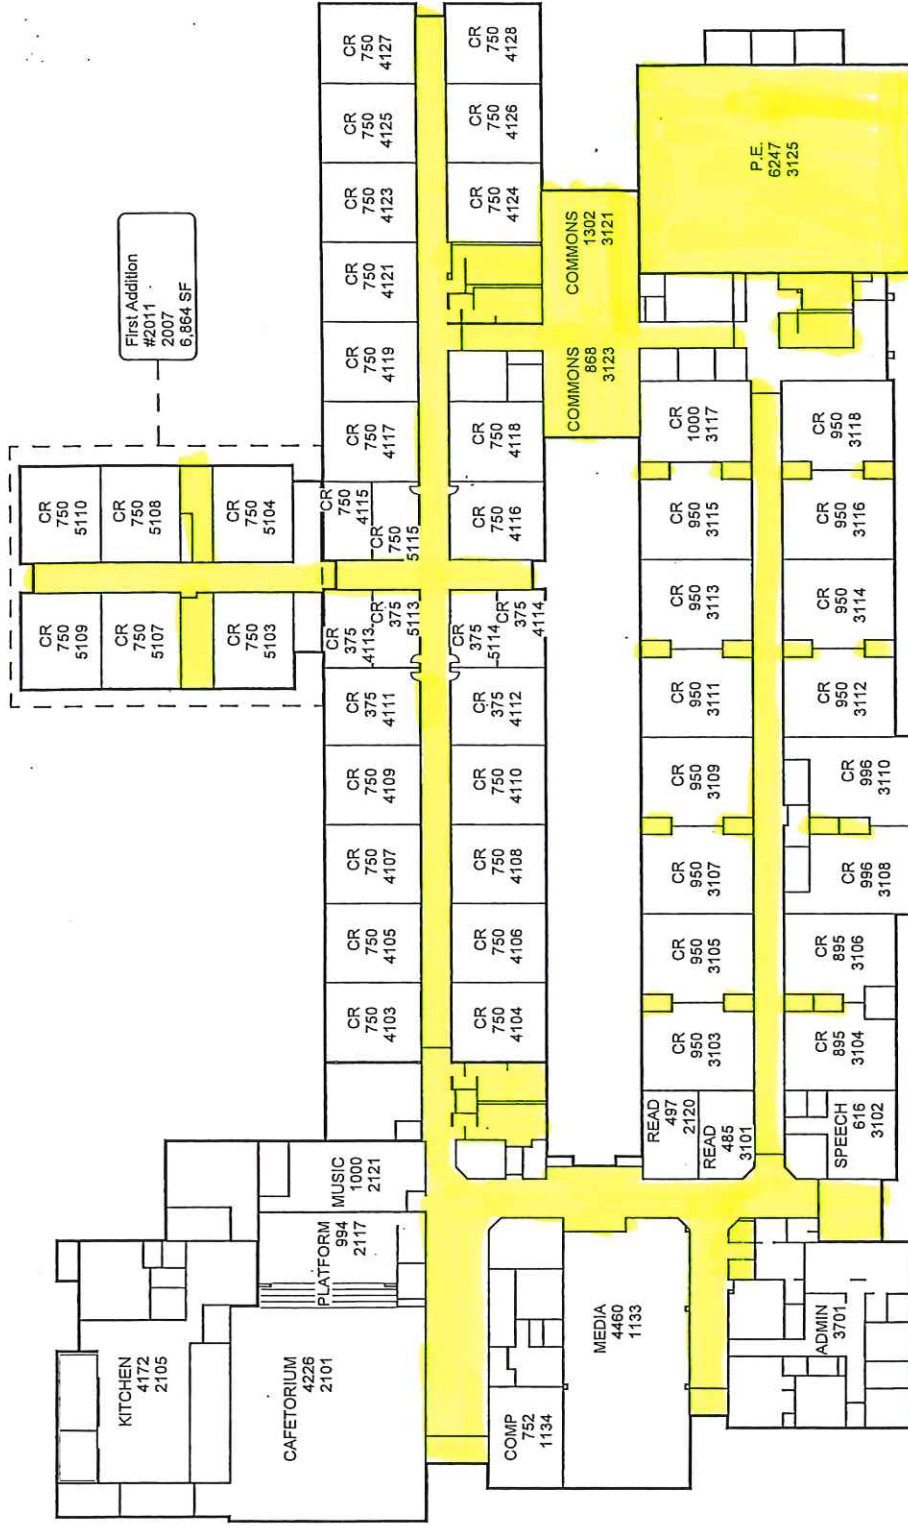 First Addition
#2011
2007
6,864 SF
CR
750
5110
CR
750
5108
CR
750
5104
CR
750
5109
CR
750
5107
CR
750
5103
CR
750
4127
CR
750
4125
CR
750
4123
CR
750
4121
CR
750
4119
CR
750
4117
CR
750
4115
CR
750
5115
CR
375
4113
CR
375
5113
CR
375
4111
CR
750
4109
CR
750
4107
CR
750
4105
CR
750
4103
CR
750
4128
CR
750
4126
CR
750
4124
CR
750
4118
CR
750
4116
CR
375
5114
CR
375
4114
CR
375
4112
CR
750
4110
CR
750
4108
CR
750
4106
CR
750
4104
COMMONS
1302
3121
COMMONS
868
3123
P.E.
6247
3125
CR
1000
3117
CR
950
3115
CR
950
3113
CR
950
3111
CR
950
3109
CR
950
3107
CR
950
3105
CR
950
3103
READ
497
2120
READ
485
3101
CR
950
3118
CR
950
3116
CR
950
3114
CR
950
3112
CR
996
3110
CR
996
3108
CR
895
3106
CR
895
3104
SPEECH
616
3102
MUSIC
1000
2121
PLATFORM
994
2117
KITCHEN
4172
2105
CAFETORIUM
4226
2101
COMP
752
1134
MEDIA
4460
1133
ADMIN
3701